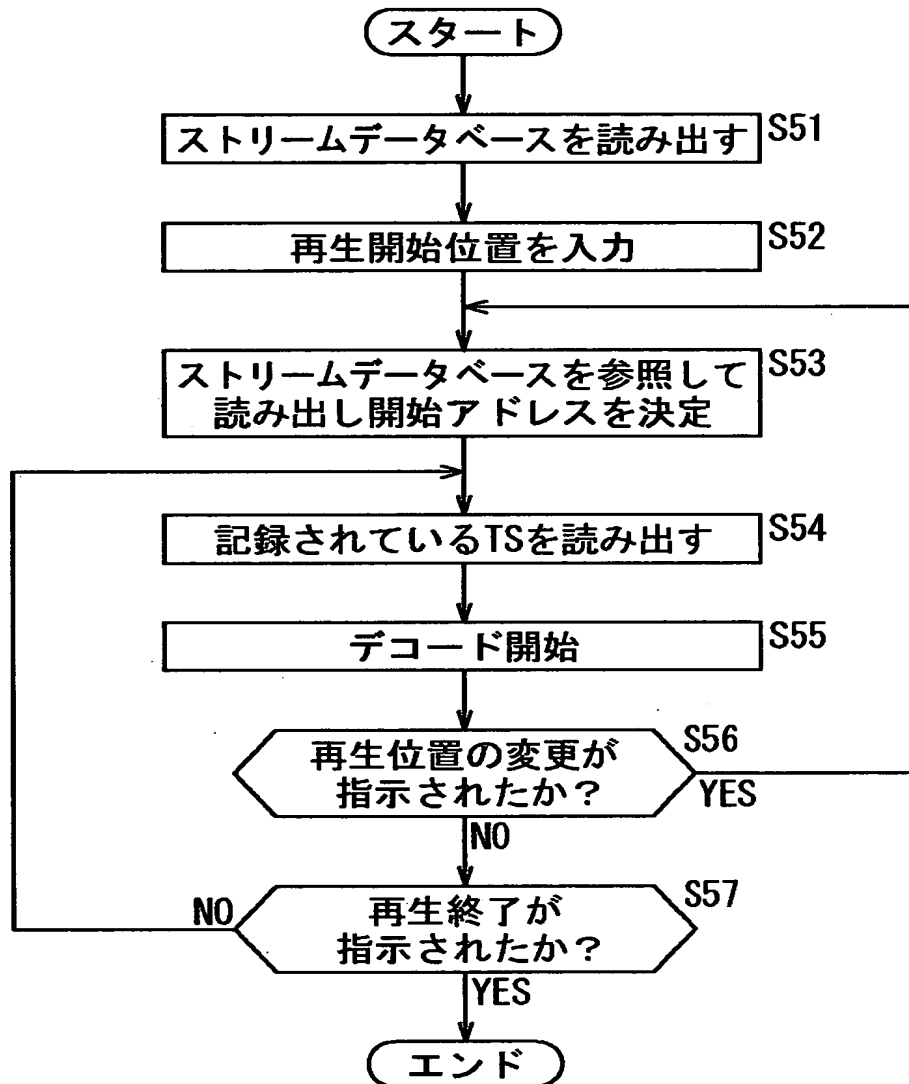 スタート
ストリームデータベースを読み出す
S51
再生開始位置を入力
S52
ストリームデータベースを参照して
読み出し開始アドレスを決定
S53
記録されているTSを読み出す
S54
デコード開始
S55
再生位置の変更が
指示されたか？
S56
YES
NO
再生終了が
指示されたか？
S57
NO
YES
エンド